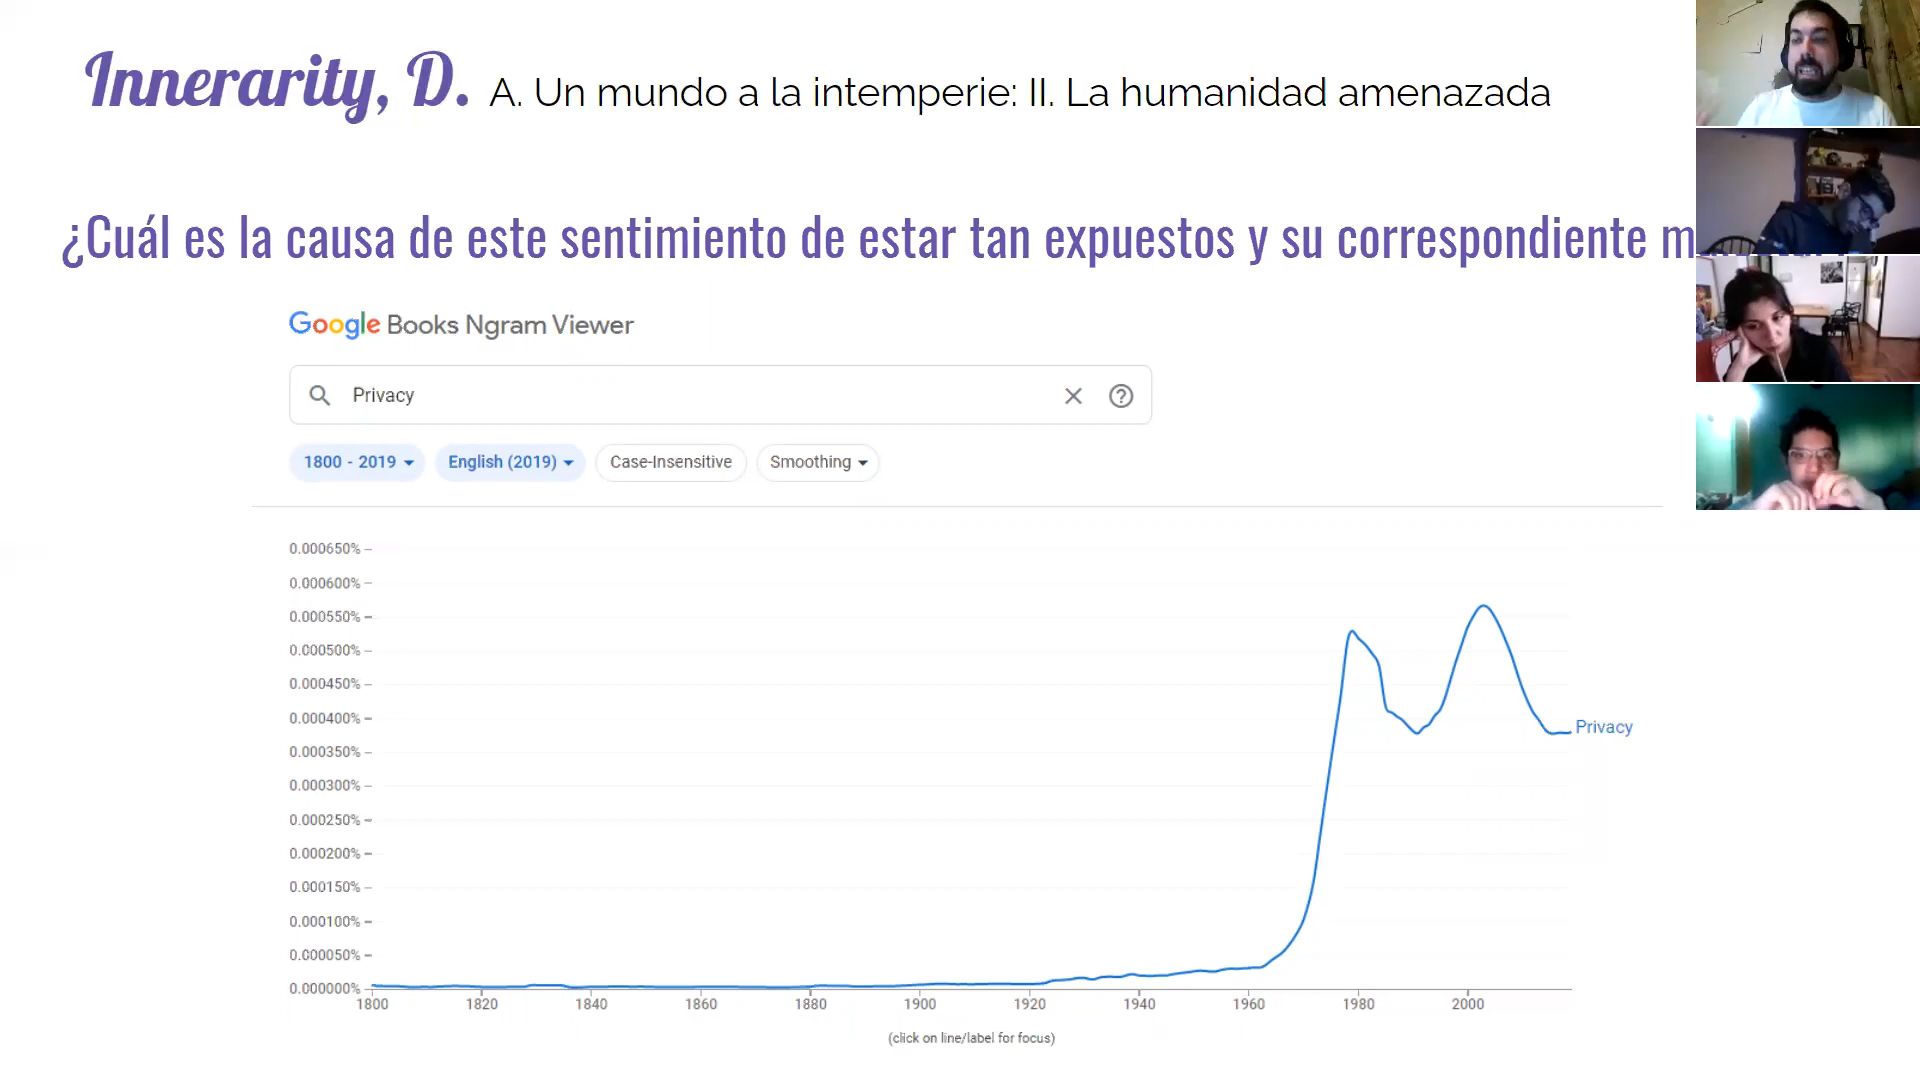 Innerarity, D. A. Un mundo a la intemperie: II. La humanidad amenazada
¿Cuál es la causa de este sentimiento de estar tan expuestos y su correspondiente
Google Books Ngram Viewer
Privacy
1800 - 2019 English (2019) Case-Insensitive Smoothing
0.000650%
0.000600%
0.000550%
0.000500%
0.000450%
0.000400%
0.000350%
0.000300%
0.000250%
0.000200%
0.000150%
0.000100%
0.000050%
0.000000%
Privacy
1800 1820 1840 1860 1880 1900 1920 1940 1960 1980 2000
(click on line/label for focus)